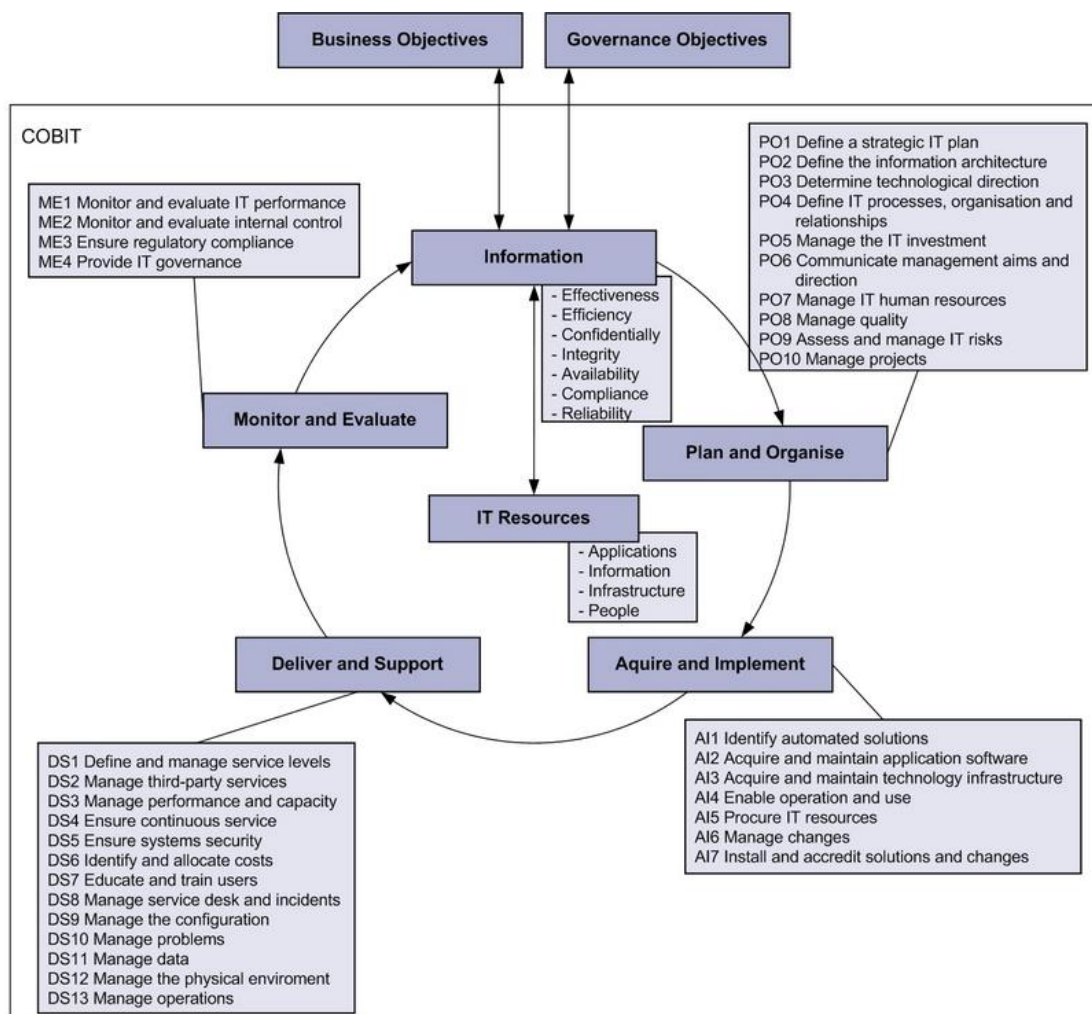 Business Objectives
Governance Objectives
COBIT
PO1 Define a strategic IT plan
PO2 Define the information architecture
PO3 Determine technological direction
PO4 Define IT processes, organisation and
relationships
PO5 Manage the IT investment
PO6 Communicate management aims and
direction
PO7 Manage IT human resources
PO8 Manage quality
PO9 Assess and manage IT risks
PO10 Manage projects
ME1 Monitor and evaluate IT performance
ME2 Monitor and evaluate internal control
ME3 Ensure regulatory compliance
ME4 Provide IT governance
Information
- Effectiveness
- Efficiency
- Confidentially
- Integrity
- Availability
- Compliance
- Reliability
Monitor and Evaluate
Plan and Organise
IT Resources
- Applications
- Information
- Infrastructure
- People
Deliver and Support
Aquire and Implement
DS1 Define and manage service levels
DS2 Manage third-party services
DS3 Manage performance and capacity
DS4 Ensure continuous service
DS5 Ensure systems security
DS6 Identify and allocate costs
DS7 Educate and train users
DS8 Manage service desk and incidents
DS9 Manage the configuration
DS10 Manage problems
DS11 Manage data
DS12 Manage the physical enviroment
DS13 Manage operations
AI1 Identify automated solutions
AI2 Acquire and maintain application software
AI3 Acquire and maintain technology infrastructure
AI4 Enable operation and use
AI5 Procure IT resources
AI6 Manage changes
AI7 Install and accredit solutions and changes